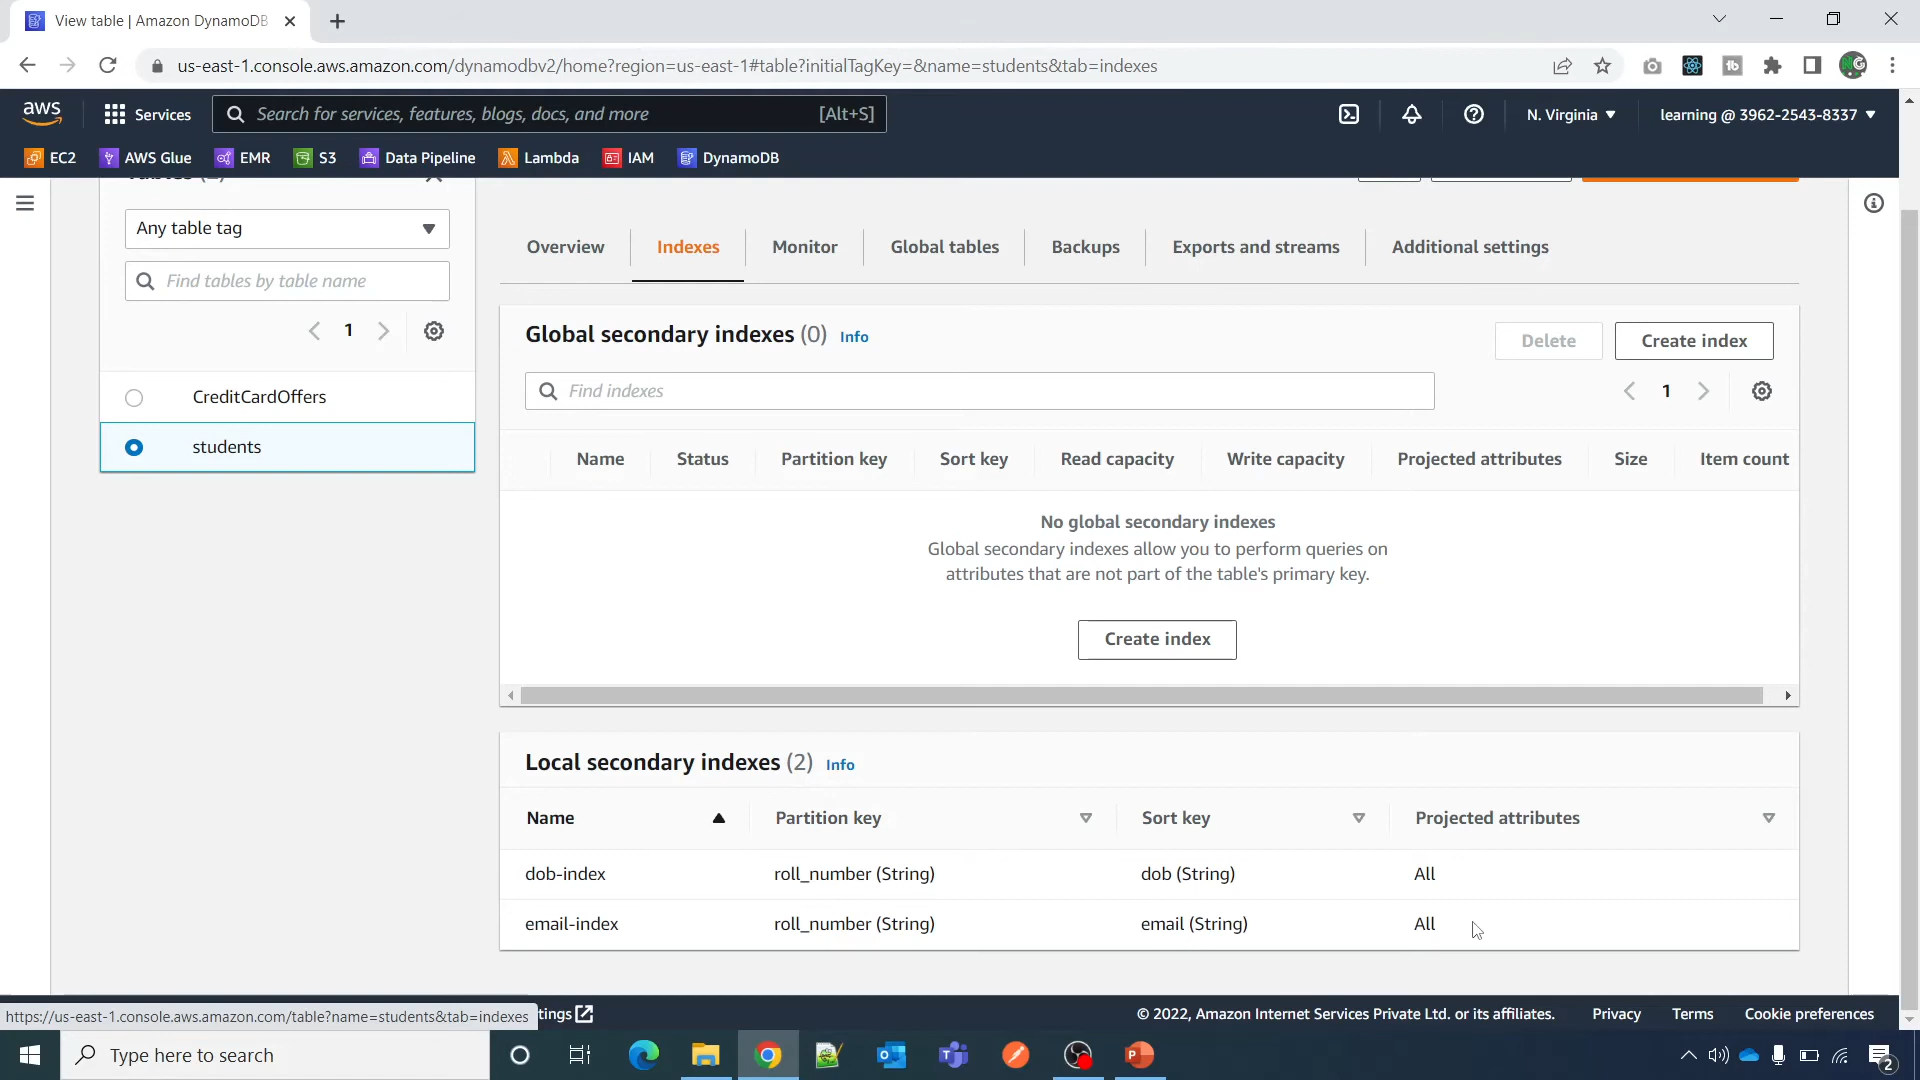 View table | Amazon DynamoDB
us-east-1.console.aws.amazon.com/dynamodbv2/home?region=us-east-1#table?initialTagKey=&name=students&tab=indexes
aws
Services
Search for services, features, blogs, docs, and more
[Alt+S]
N. Virginia
learning @ 3962-2543-8337
EC2
AWS Glue
EMR
S3
Data Pipeline
Lambda
IAM
DynamoDB
Any table tag
Find tables by table name
1
CreditCardOffers
students
Overview
Indexes
Monitor
Global tables
Backups
Exports and streams
Additional settings
Global secondary indexes (0) Info
Delete
Create index
Find indexes
1
Name
Status
Partition key
Sort key
Read capacity
Write capacity
Projected attributes
Size
Item count
No global secondary indexes
Global secondary indexes allow you to perform queries on
attributes that are not part of the table's primary key.
Create index
Local secondary indexes (2) Info
Name
Partition key
Sort key
Projected attributes
dob-index
roll_number (String)
dob (String)
All
email-index
roll_number (String)
email (String)
All
https://us-east-1.console.aws.amazon.com/table?name=students&tab=indexes
tings
© 2022, Amazon Internet Services Private Ltd. or its affiliates.
Privacy
Terms
Cookie preferences
Type here to search
2